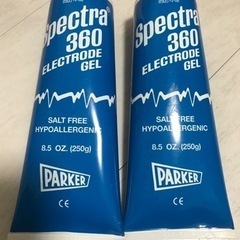 Spectra®
360
ELECTRODE
GEL
SALT FREE
HYPOALLERGENIC
8.5 OZ. (250g)
PARKER
CE
Spectra®
360
ELECTRODE
GEL
SALT FREE
HYPOALLERGENIC
8.5 OZ. (250g)
PARKER
CE